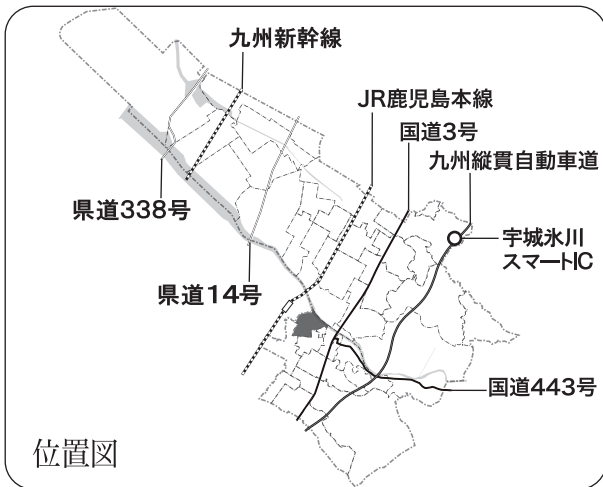 九州新幹線
JR鹿児島本線
国道3号
九州縦貫自動車道
県道338号
宇城氷川
スマートIC
県道14号
国道443号
位置図